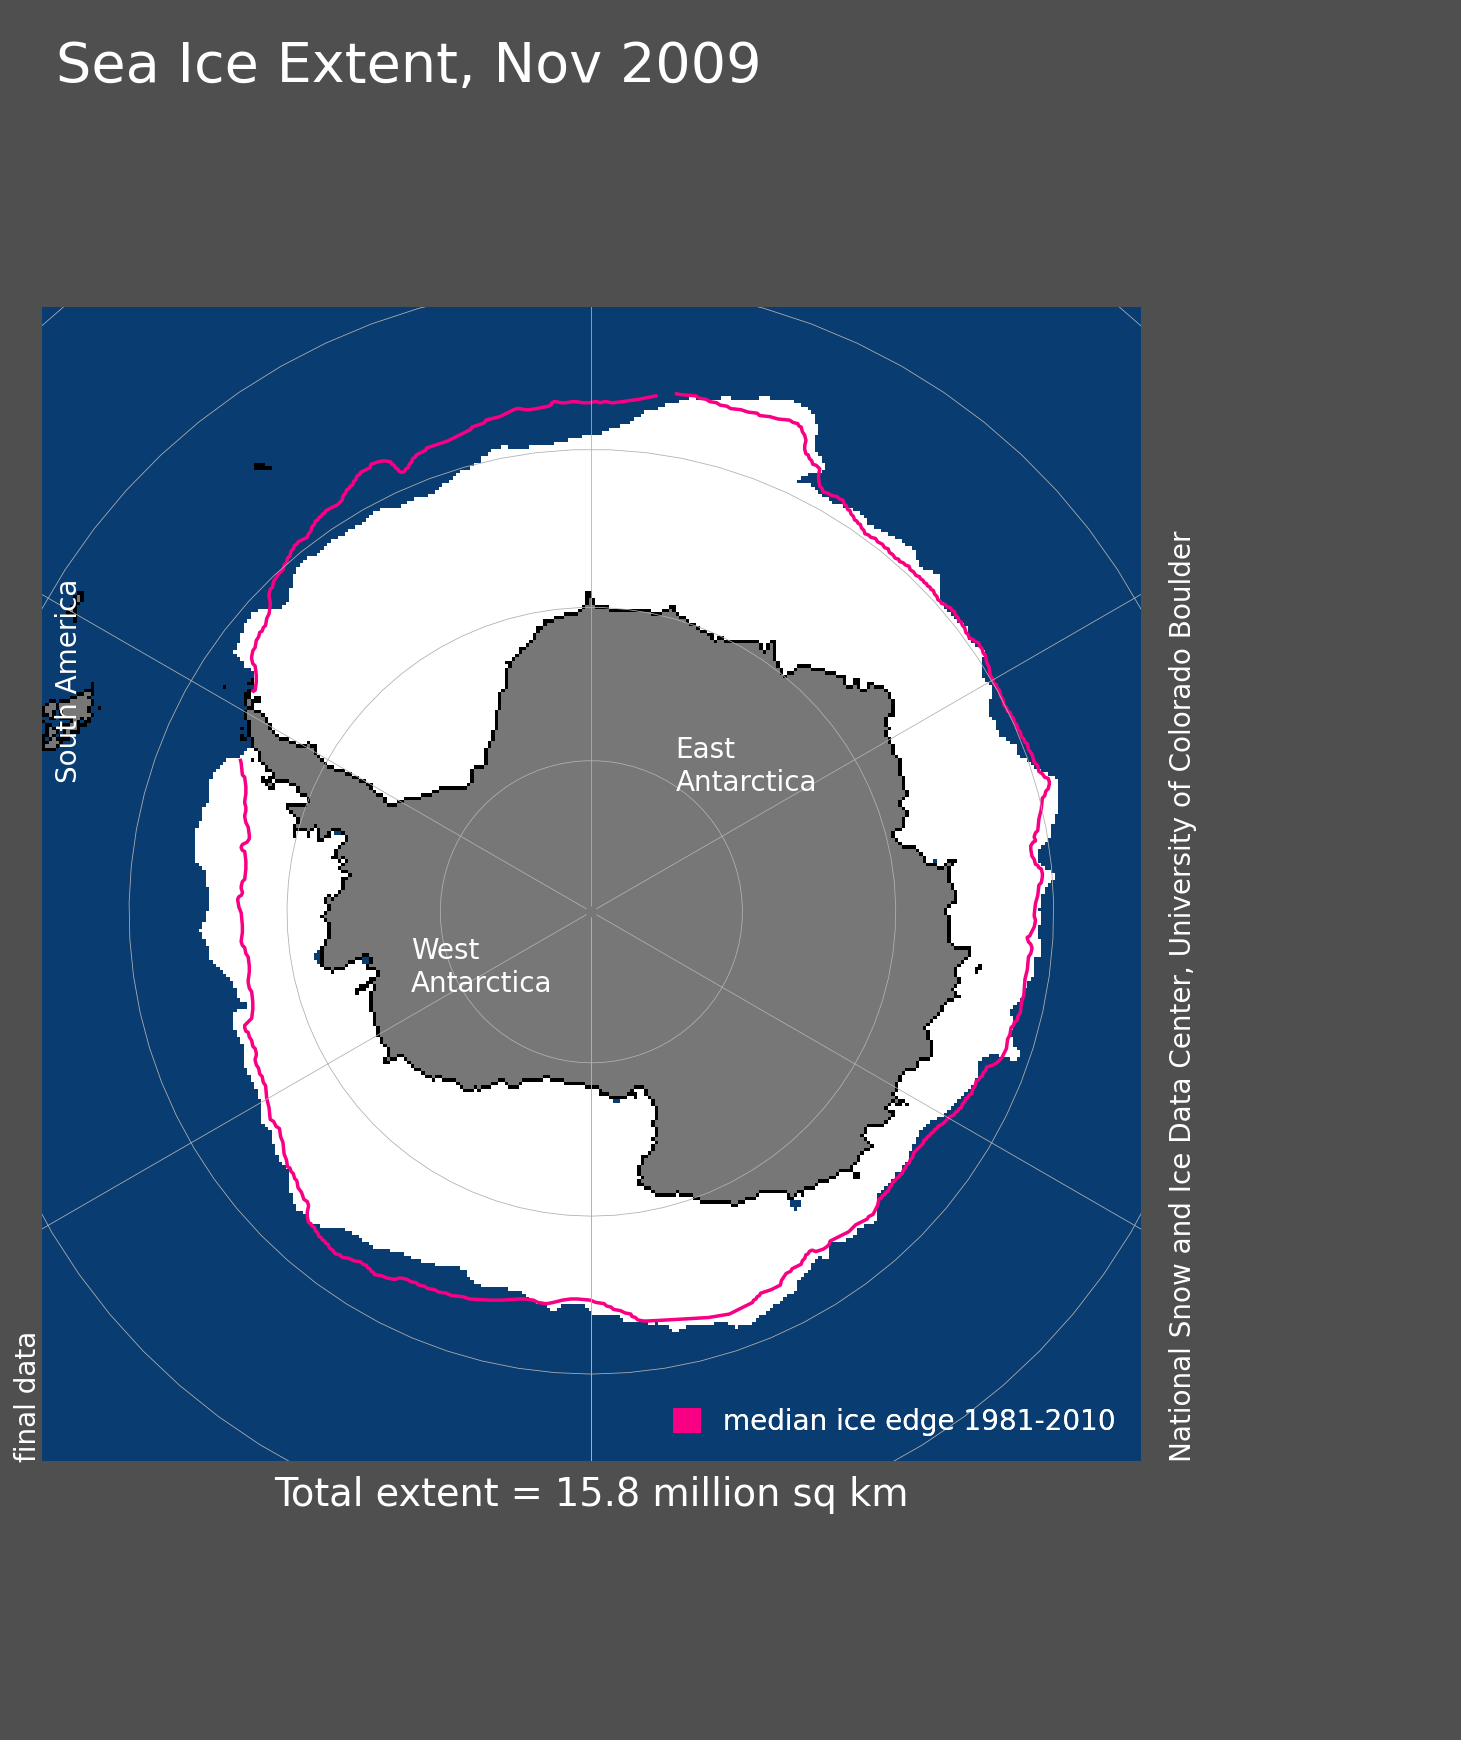 Sea Ice Extent, Nov 2009
South America
East
Antarctica
West
Antarctica
National Snow and Ice Data Center, University of Colorado Boulder
final data
median ice edge 1981-2010
Total extent = 15.8 million sq km